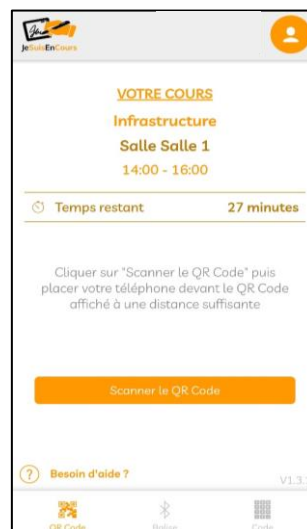 JeSuisEnCours
VOTRE COURS
Infrastructure
Salle Salle 1
14:00 - 16:00
Temps restant 27 minutes
Cliquer sur "Scanner le QR Code" puis
placer votre téléphone devant le QR Code
affiché à une distance suffisante
Scanner le QR Code
? Besoin d'aide ?
V1.3.
QR Code Balise Code